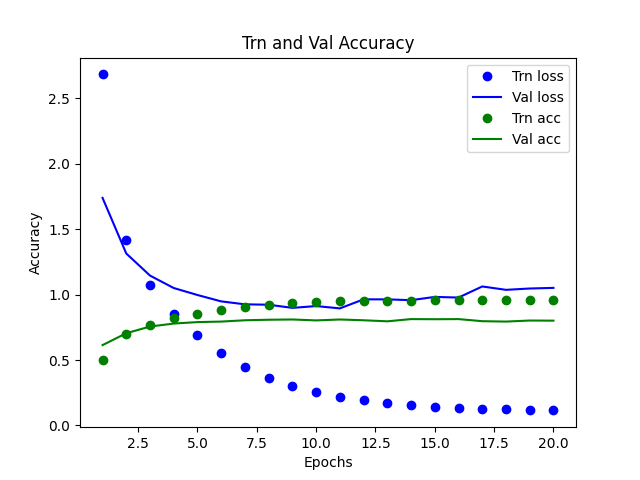 Trn and Val Accuracy
Trn loss
Val loss
Trn acc
Val acc
Accuracy
2.5
2.0
1.5
1.0
0.5
0.0
2.5 5.0 7.5 10.0 12.5 15.0 17.5 20.0
Epochs